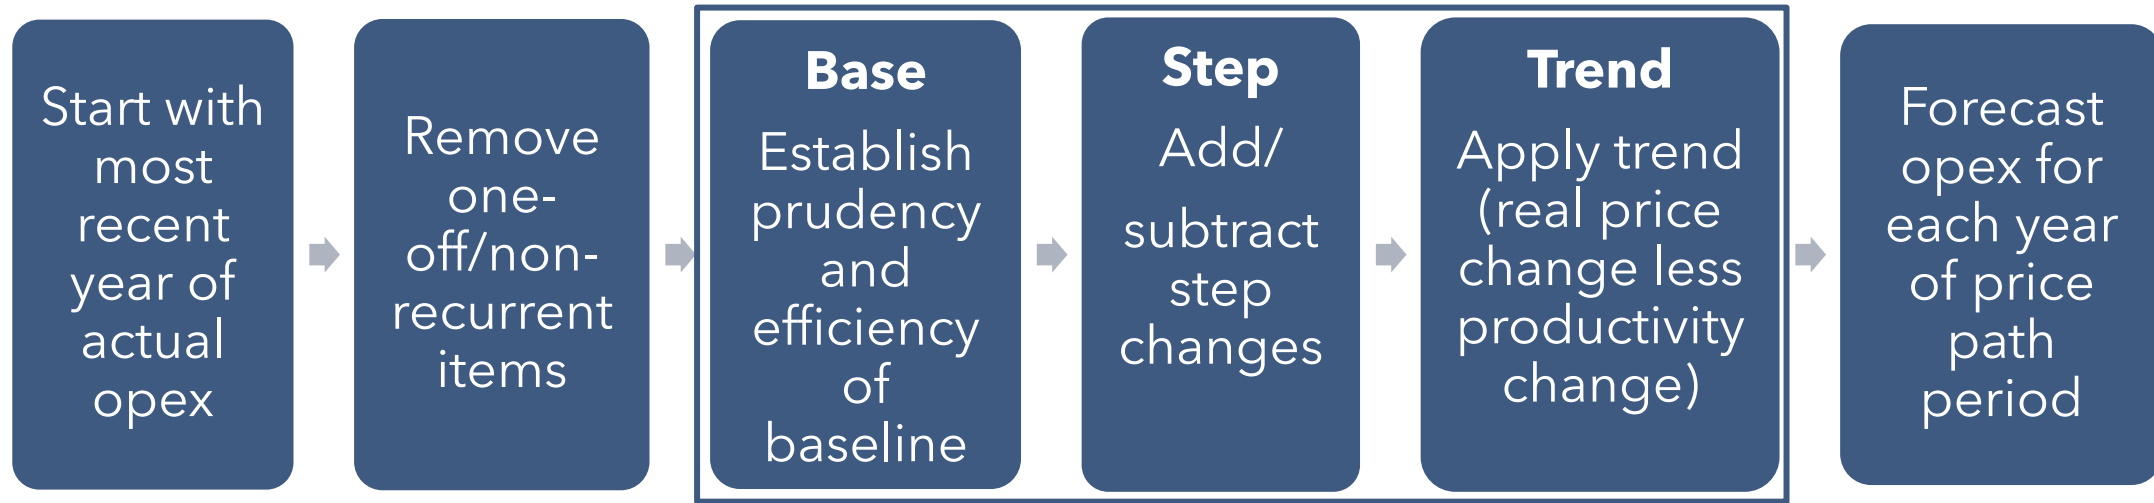 Start with
most
recent
year of
actual
opex
Remove
one-
off/non-
recurrent
items
Base
Establish
prudency
and
efficiency
of
baseline
Step
Add/
subtract
step
changes
Trend
Apply trend
(real price
change less
productivity
change)
Forecast
opex for
each year
of price
path
period